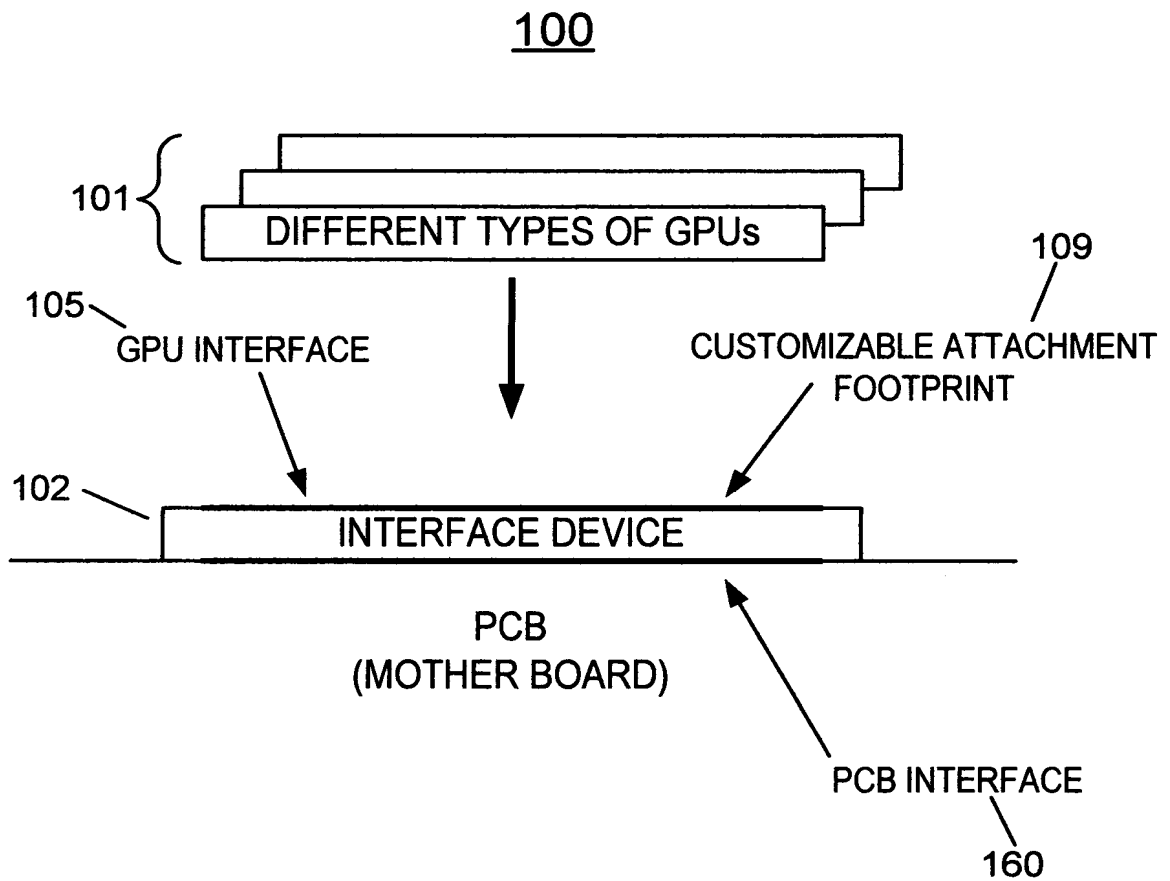 100
101
DIFFERENT TYPES OF GPUs
109
105
GPU INTERFACE
CUSTOMIZABLE ATTACHMENT
FOOTPRINT
102
INTERFACE DEVICE
PCB
(MOTHER BOARD)
PCB INTERFACE
160